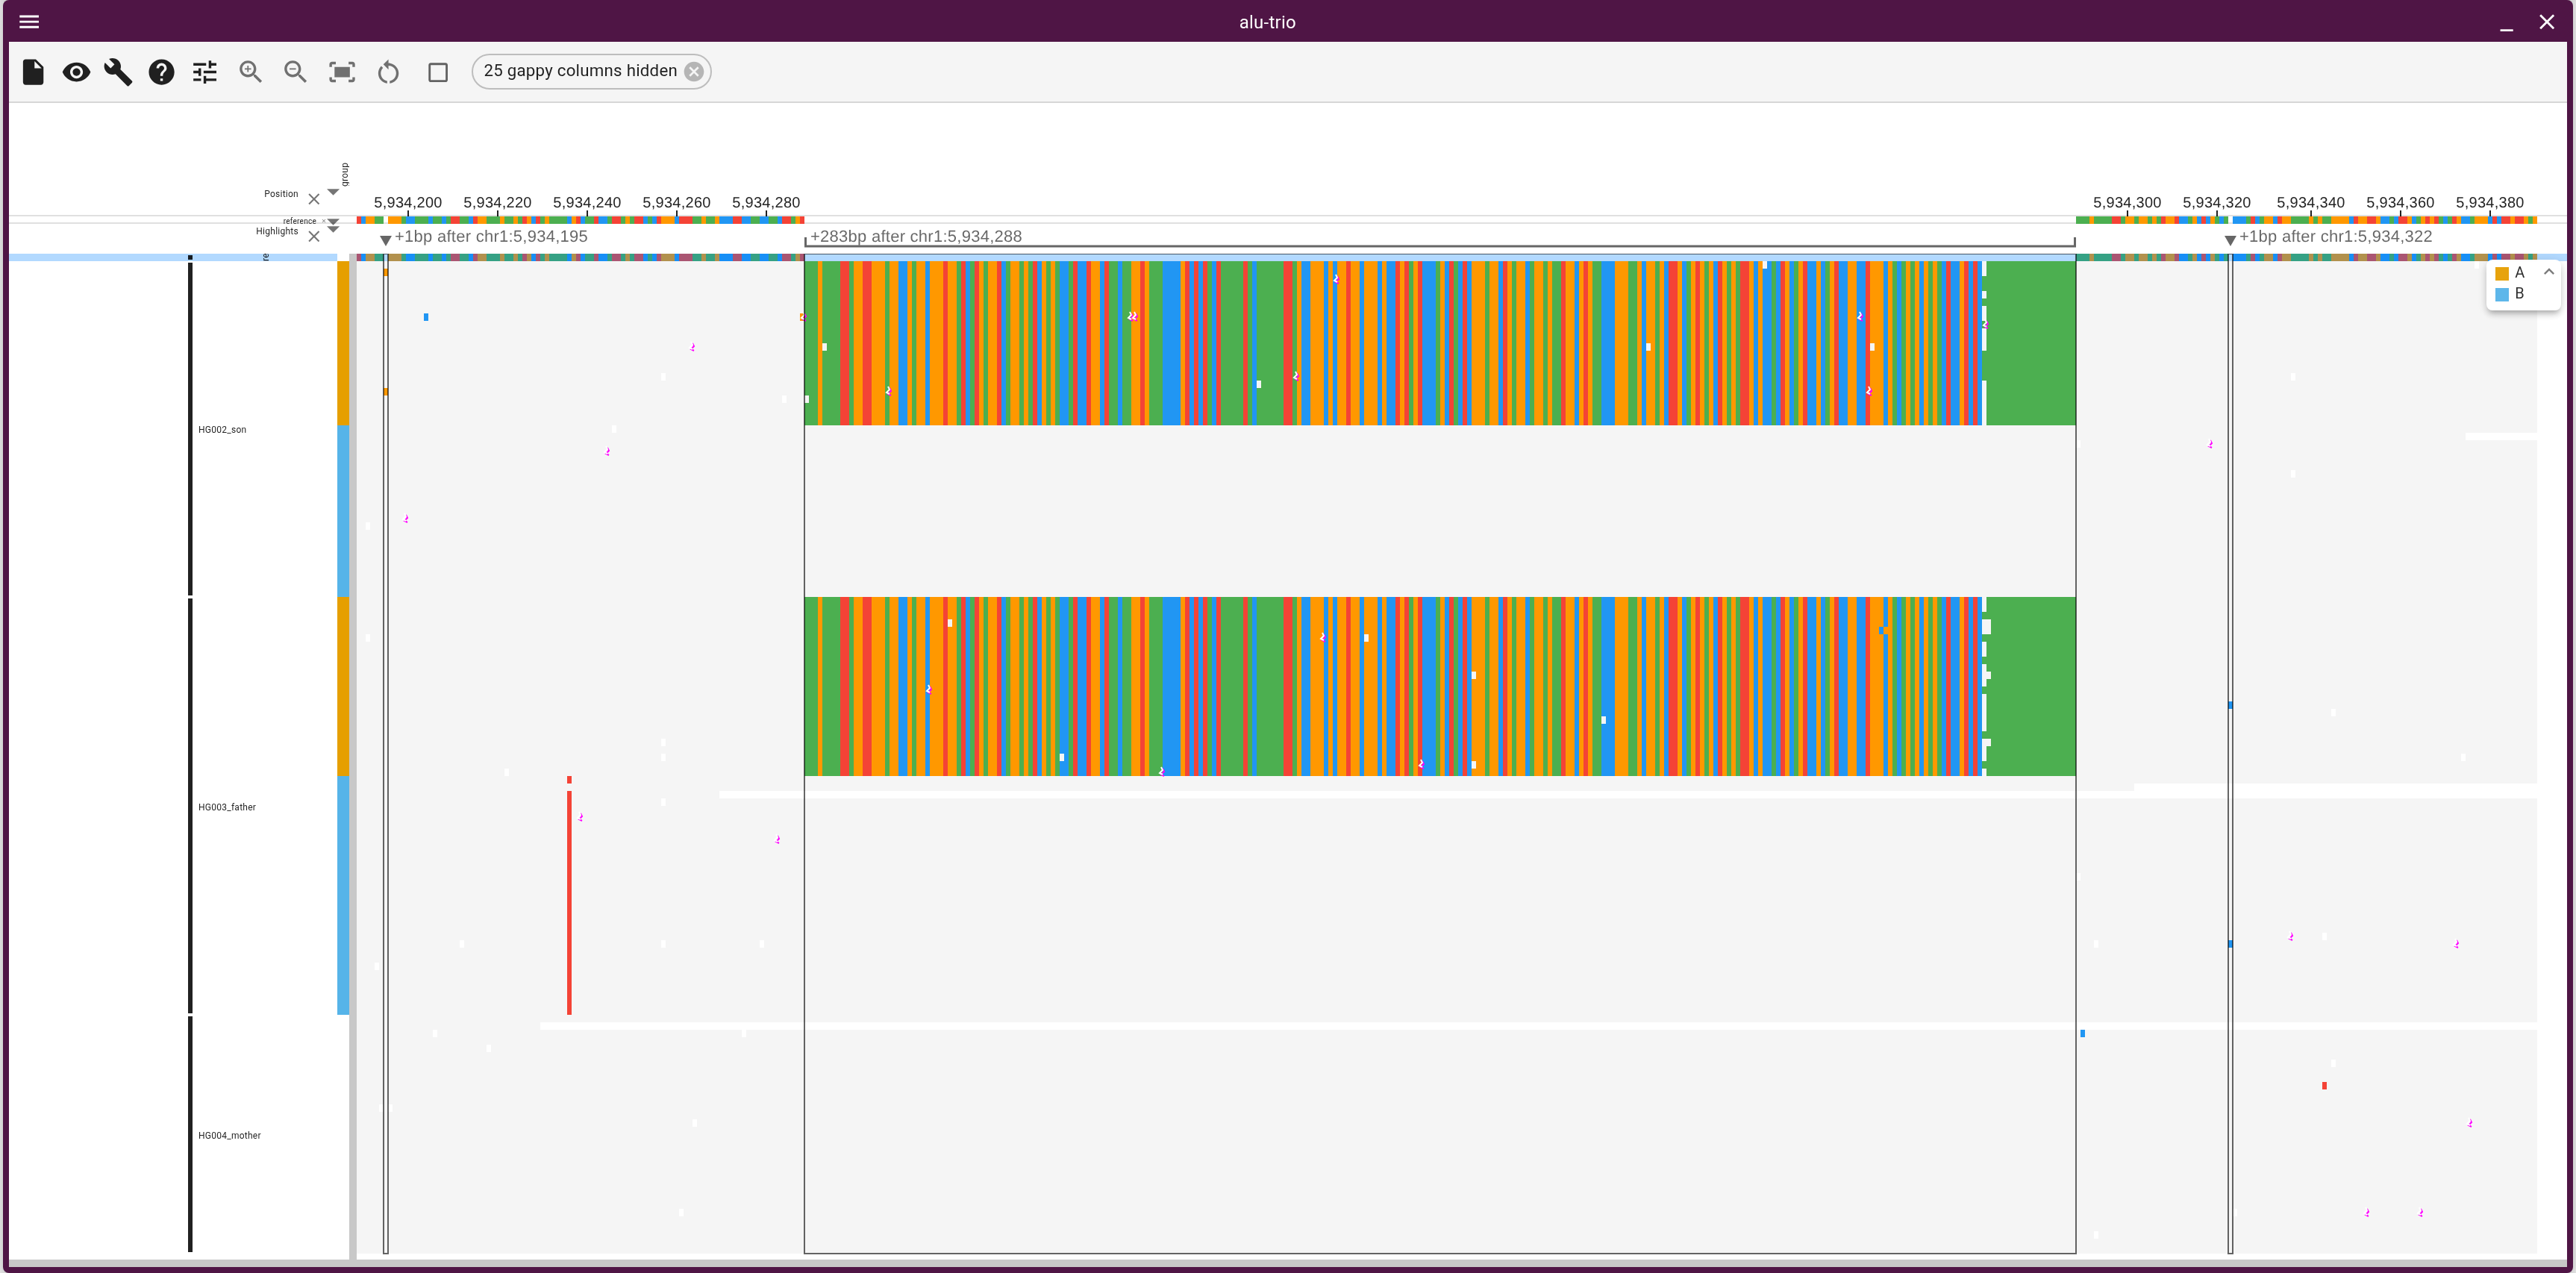 alu-trio
25 gappy columns hidden
group
Position
5,934,200 5,934,220 5,934,240 5,934,260 5,934,280 5,934,300 5,934,320 5,934,340 5,934,360 5,934,380
reference
Highlights
+1bp after chr1:5,934,195 +283bp after chr1:5,934,288 +1bp after chr1:5,934,322
re
A
B
HG002_son
HG003_father
HG004_mother